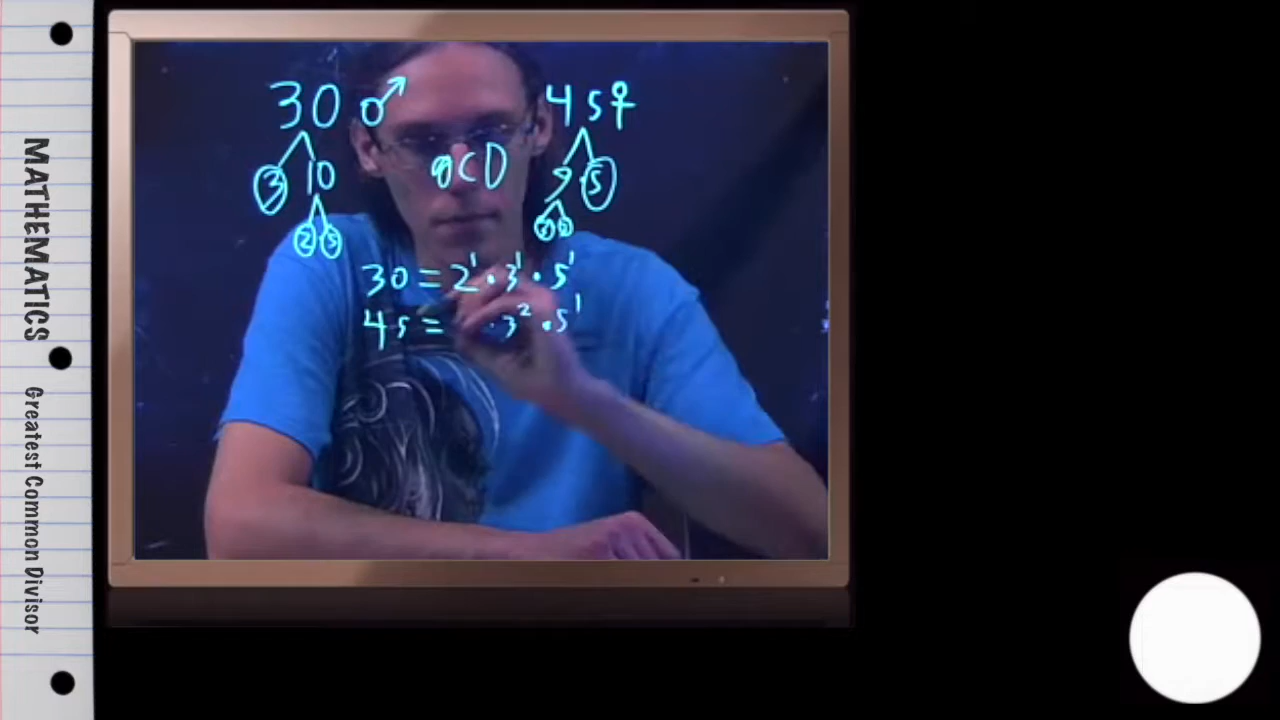 MATHEMATICS
Greatest Common Divisor
30 ♂ 45 ♀
gCD
3 10 9 · 5
2 · 5
30 = 2¹ · 3¹ · 5¹
45 = · 3² · 5¹